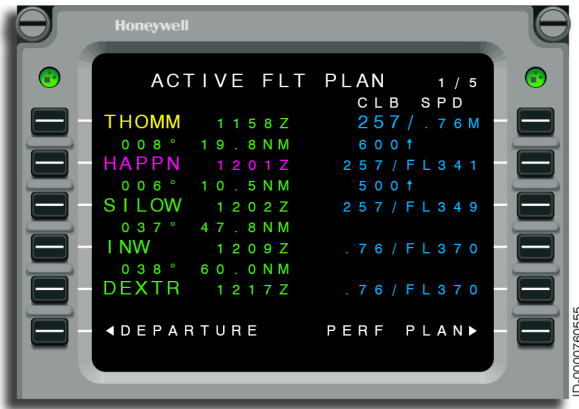 Honeywell
ACTIVE FLT PLAN 1/5
CLB SPD
THOMM 1158Z 257/.76M
008° 19.8NM 600↑
HAPPN 1201Z 257/FL341
006° 10.5NM 500↑
SILOW 1202Z 257/FL349
037° 47.8NM
INW 1209Z .76/FL370
038° 60.0NM
DEXTR 1217Z .76/FL370
◀DEPARTURE PERF PLAN▶
ID-0000760555